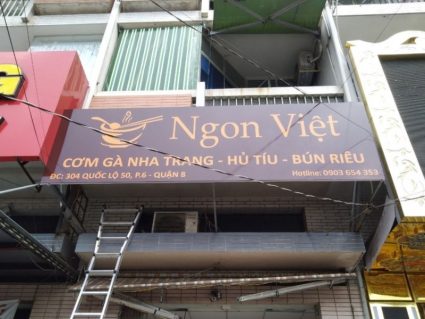 Ngon Việt
CƠM GÀ NHA TRANG - HỦ TÍU - BÚN RIÊU
ĐC: 304 QUỐC LỘ 50, P.6 - QUẬN 8
Hotline: 0903 654 353